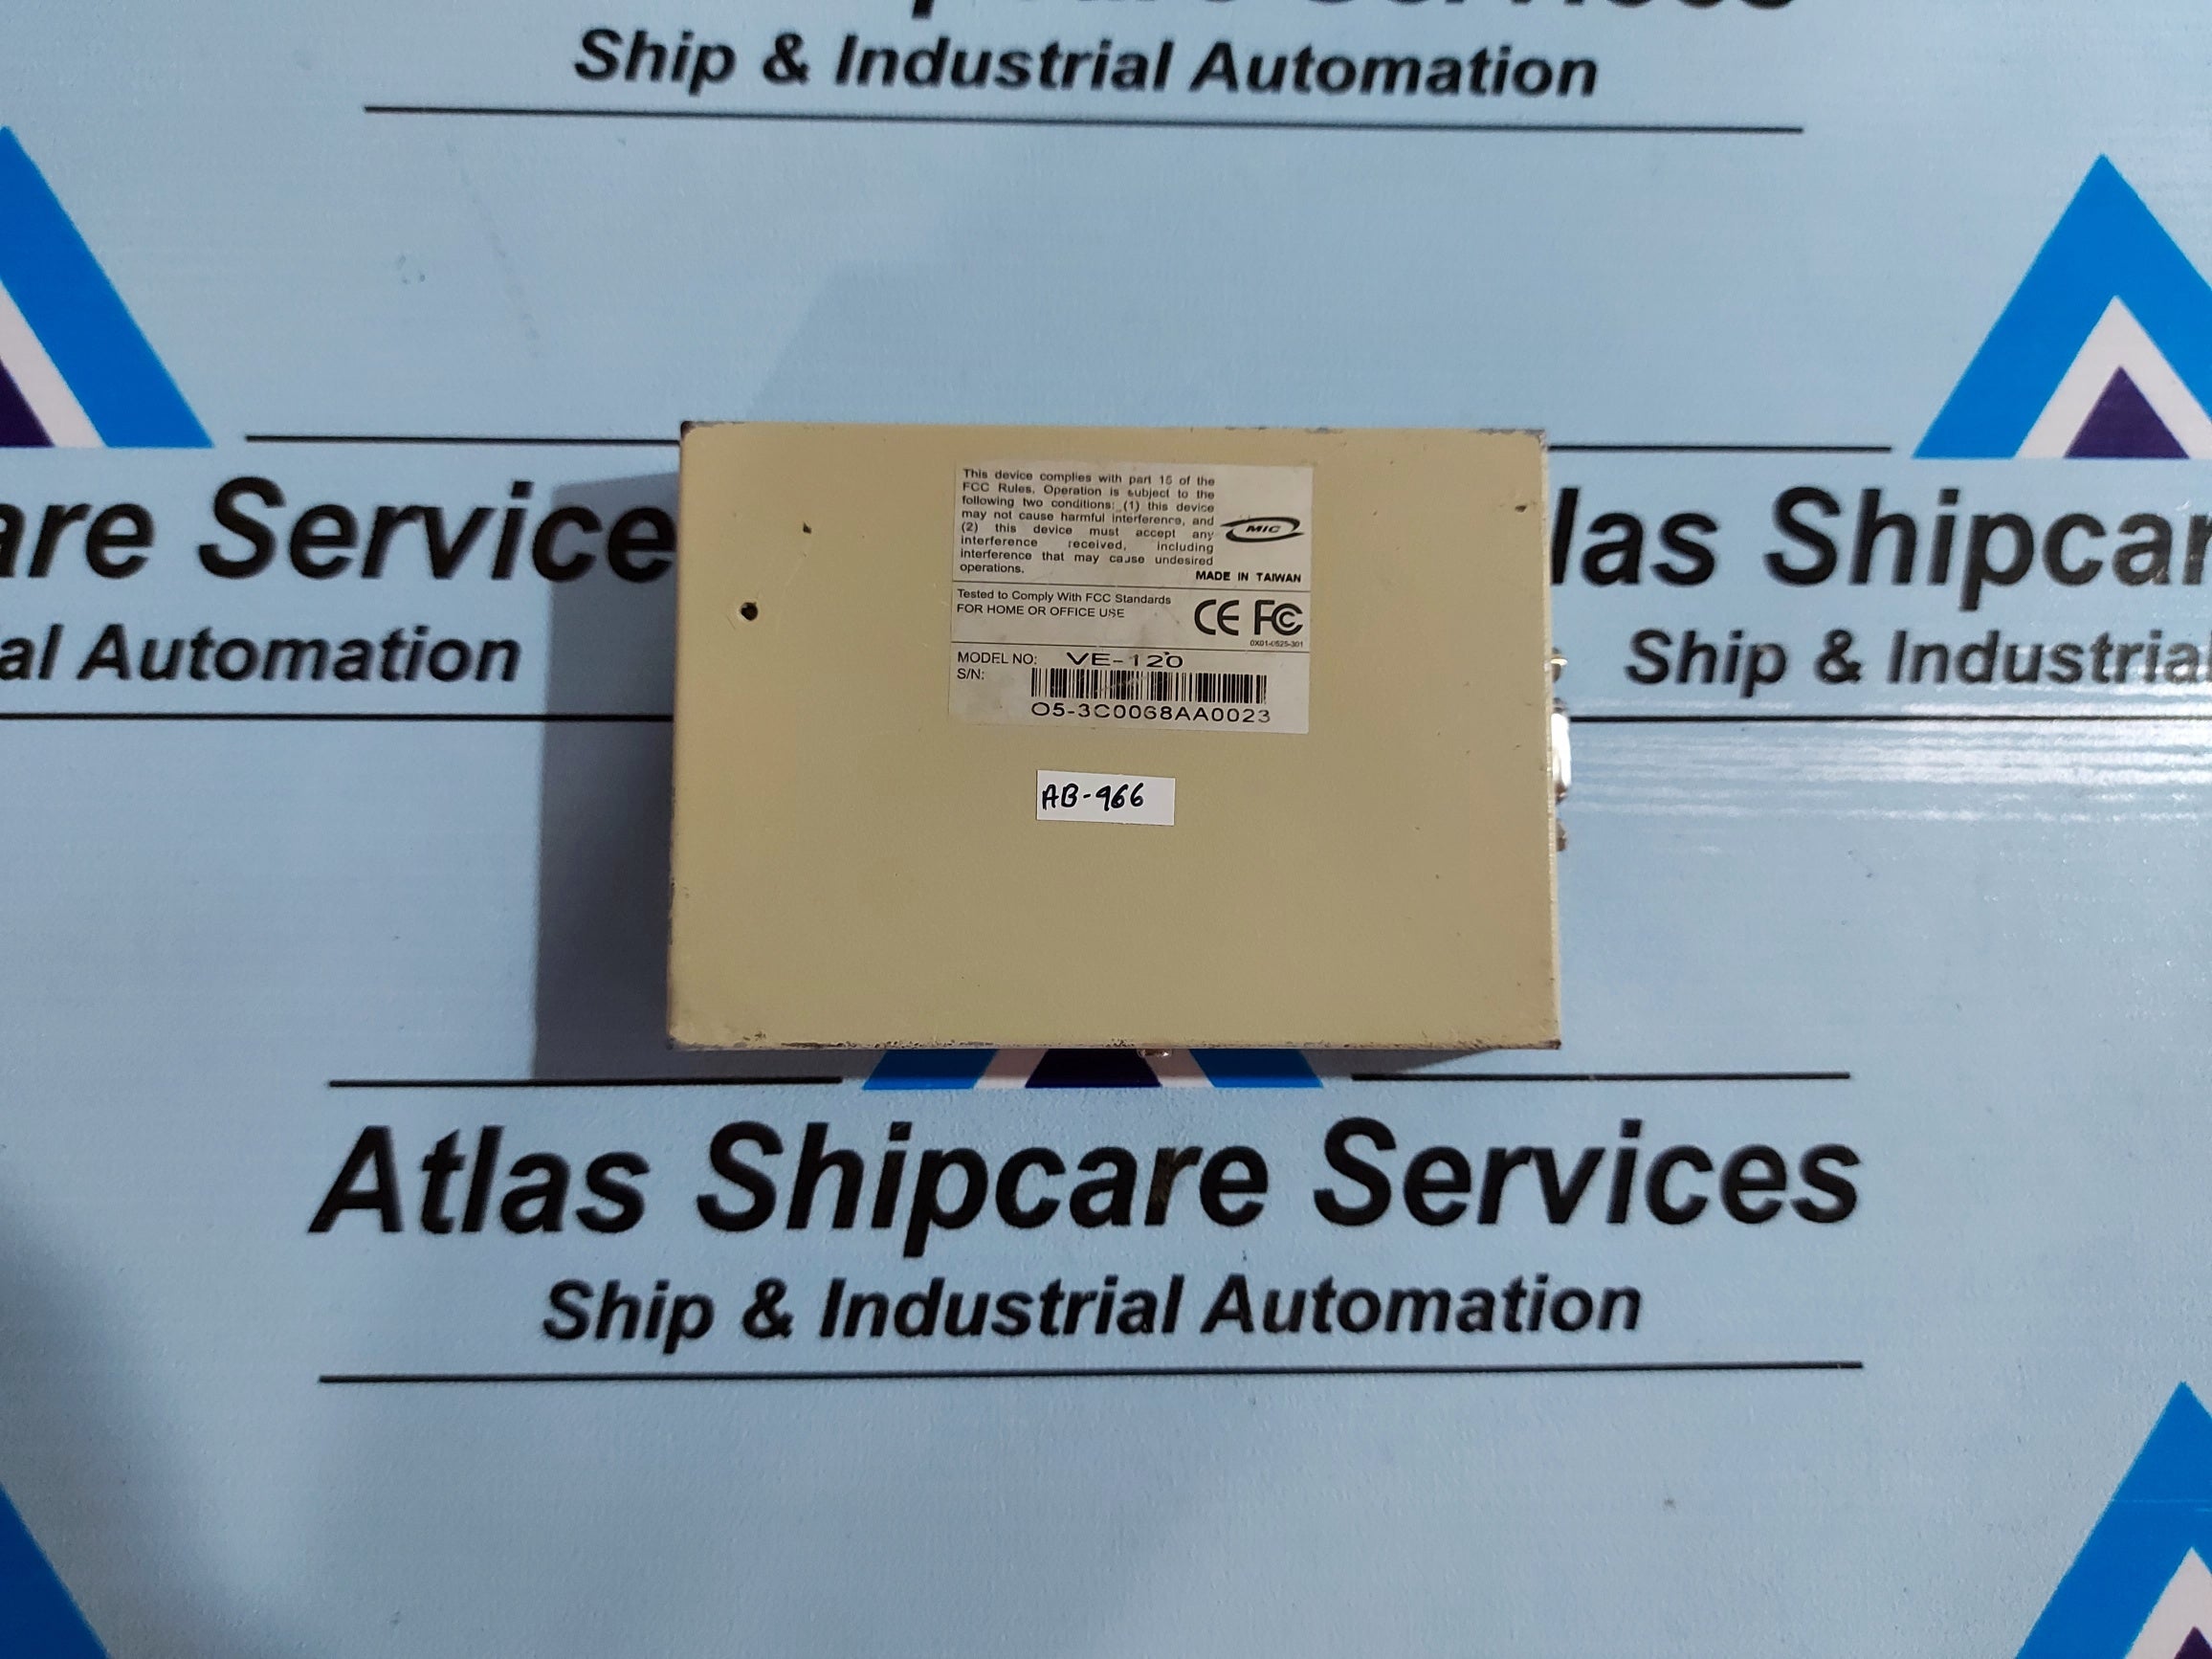 Ship & Industrial Automation
are Service
al Automation
las Shipcar
Ship & Industrial
This device complies with part 15 of the
FCC Rules. Operation is subject to the
following two conditions: (1) this device
may not cause harmful interference, and
(2) this device must accept any
interference received, including
interference that may cause undesired
operations.
MIC
MADE IN TAIWAN
Tested to Comply With FCC Standards
FOR HOME OR OFFICE USE
CE FC
0X01-0525-301
MODEL NO: VE-120
S/N:
O5-3C0068AA0023
AB-966
Atlas Shipcare Services
Ship & Industrial Automation